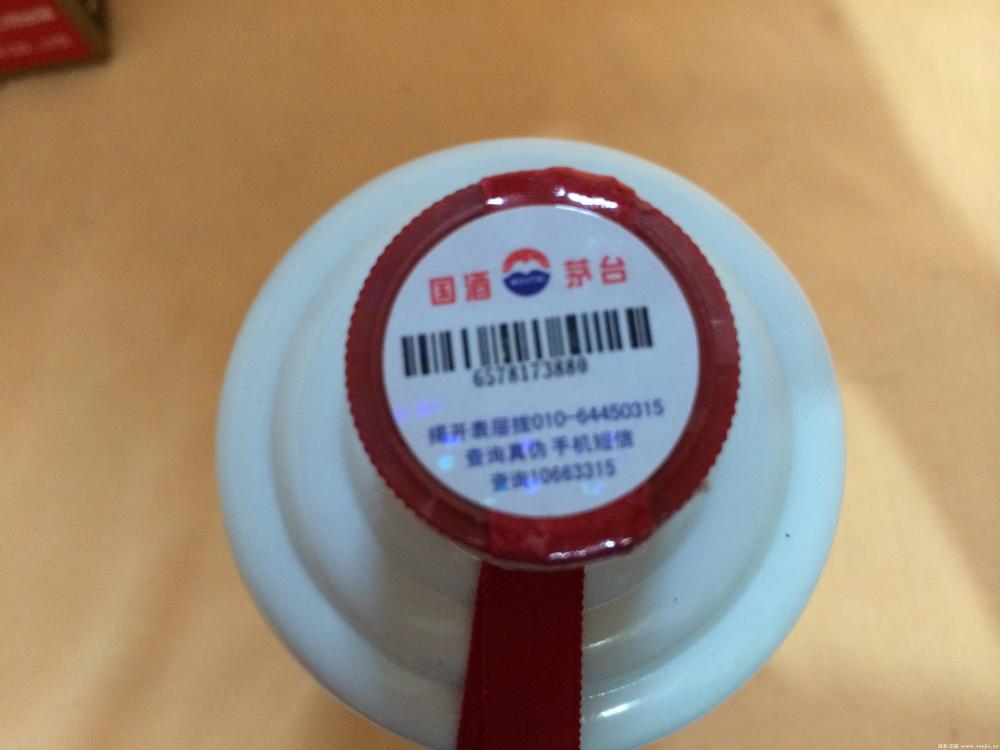 国酒 茅台
6578173880
揭开表层拨010-64450315
查询真伪 手机短信
查询10663315